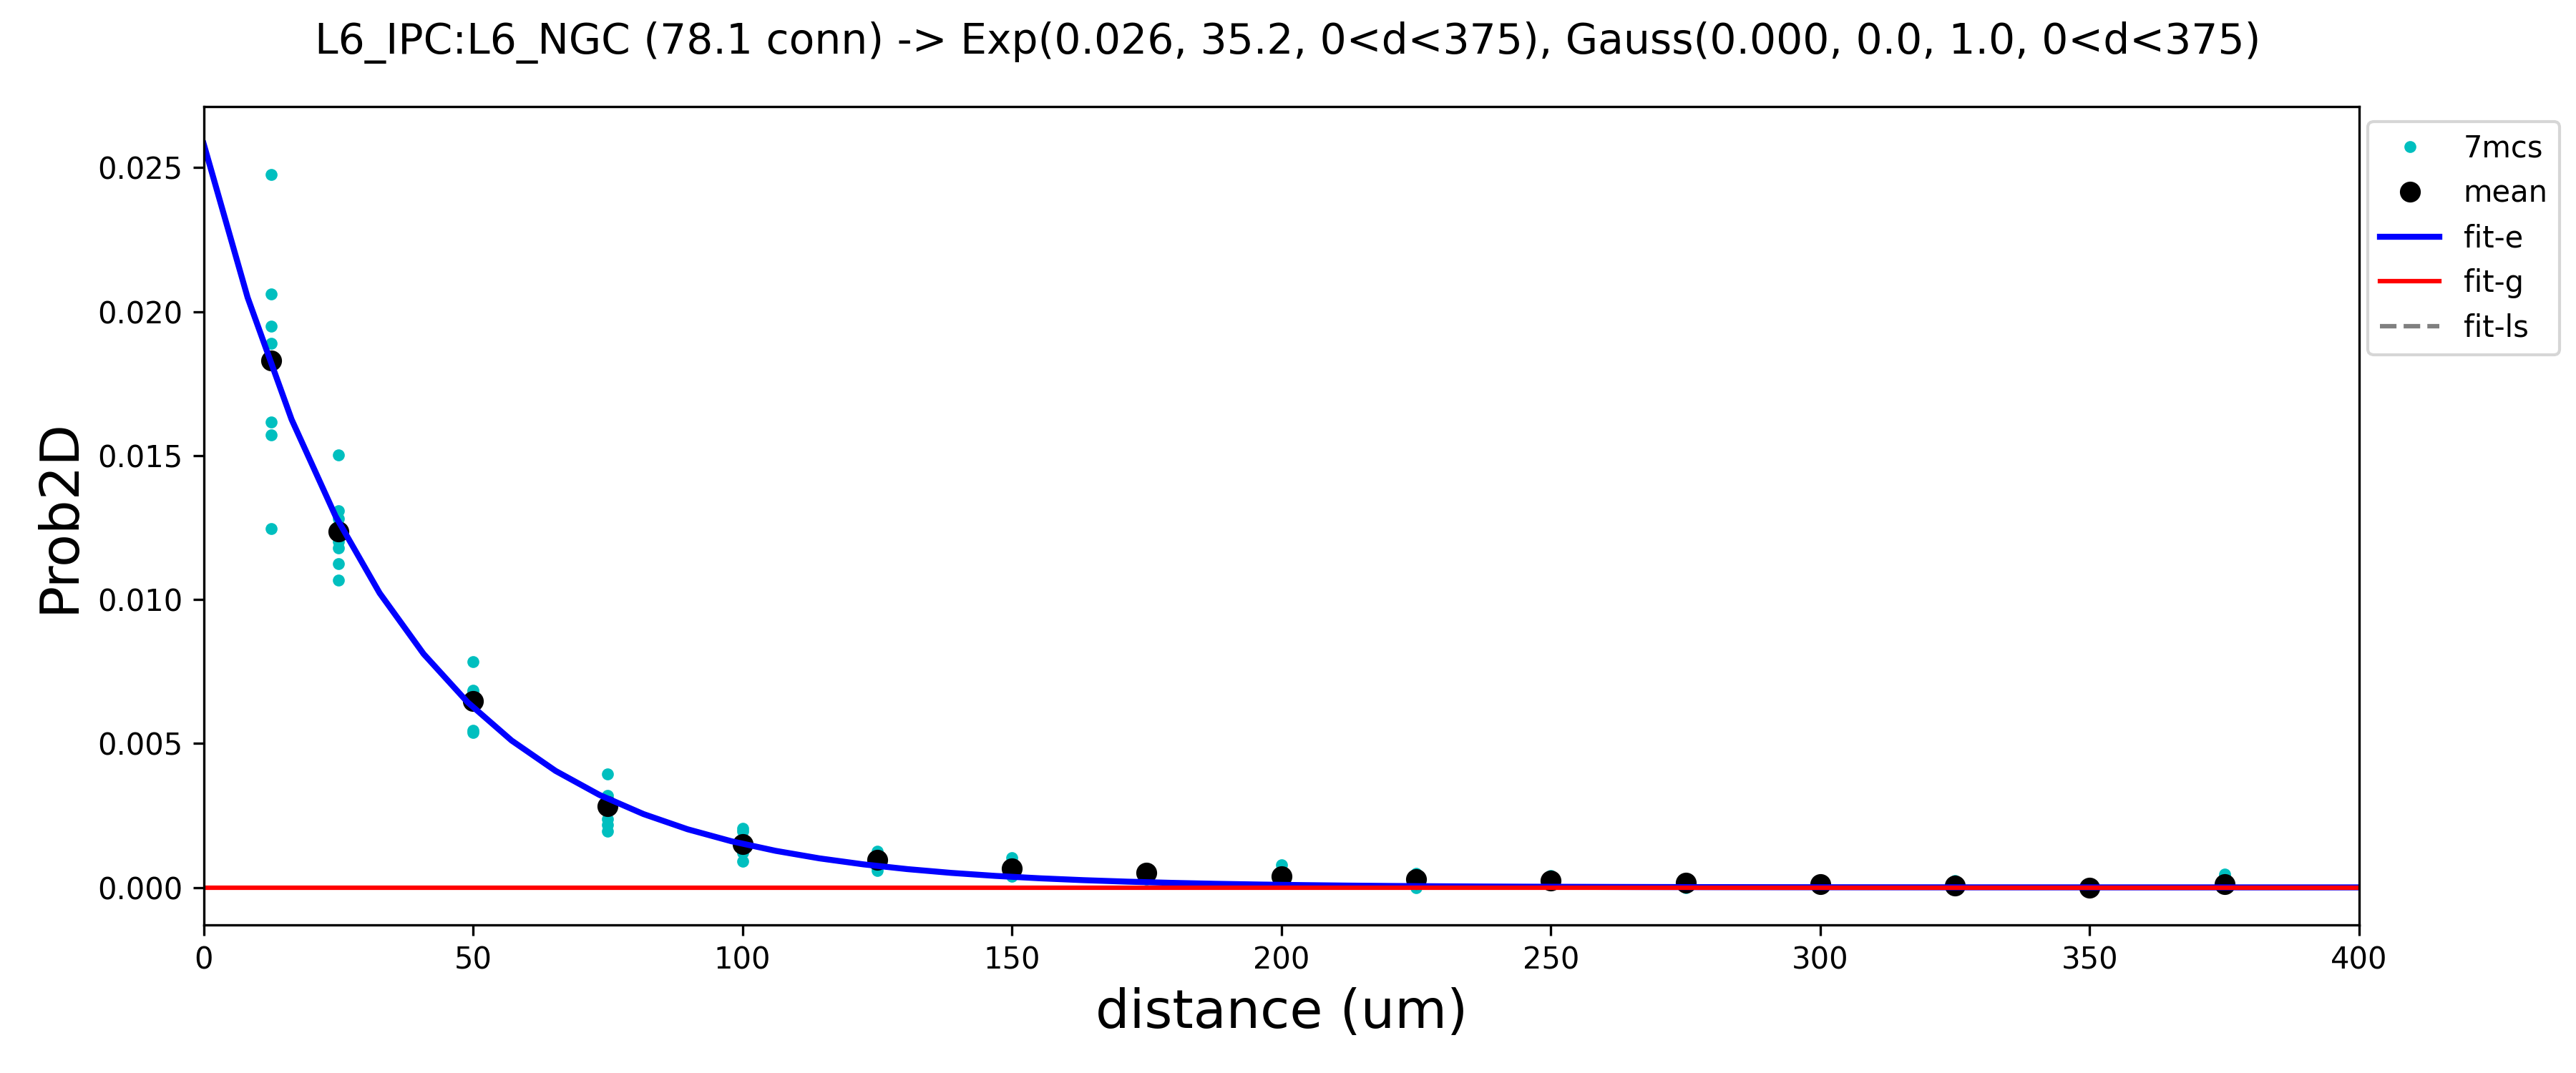 L6_IPC:L6_NGC (78.1 conn) -> Exp(0.026, 35.2, 0<d<375), Gauss(0.000, 0.0, 1.0, 0<d<375)
Prob2D
0.025
0.020
0.015
0.010
0.005
0.000
0 50 100 150 200 250 300 350 400
distance (um)
7mcs
mean
fit-e
fit-g
fit-ls